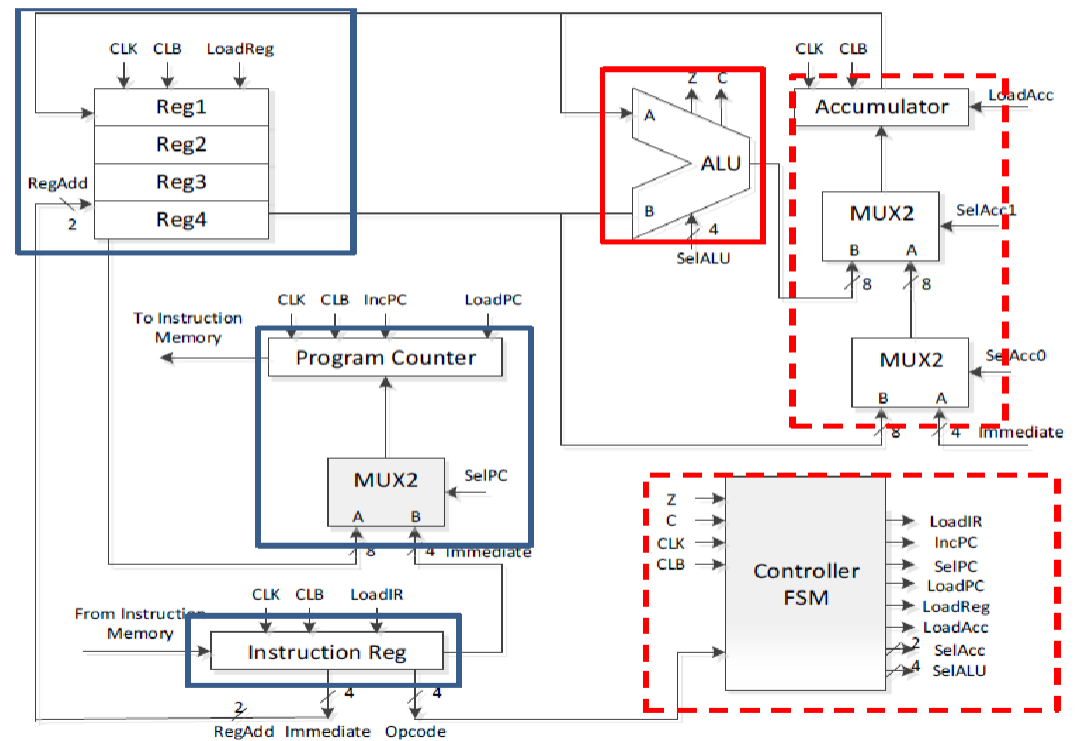 CLK CLB LoadReg
Reg1
Reg2
Reg3
Reg4
RegAdd
2
Z C
A
ALU
B
4
SelALU
CLK CLB
Accumulator
LoadAcc
MUX2
SelAcc1
B A
8 8
MUX2
SelAcc0
B A
8 4 Immediate
CLK CLB IncPC LoadPC
To Instruction
Memory
Program Counter
MUX2
SelPC
A B
8 4 Immediate
CLK CLB LoadIR
From Instruction
Memory
Instruction Reg
4 4
2
RegAdd Immediate Opcode
Z
C
CLK
CLB
Controller
FSM
LoadIR
IncPC
SelPC
LoadPC
LoadReg
LoadAcc
2
SelAcc
4
SelALU